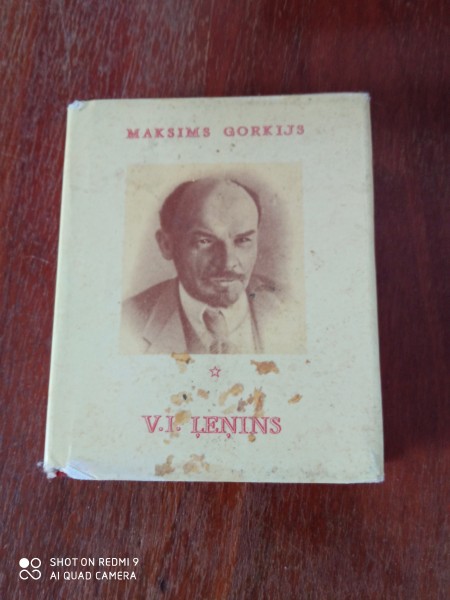 MAKSIMS GORKIJS
V.I. ĻEŅINS
SHOT ON REDMI 9
AI QUAD CAMERA